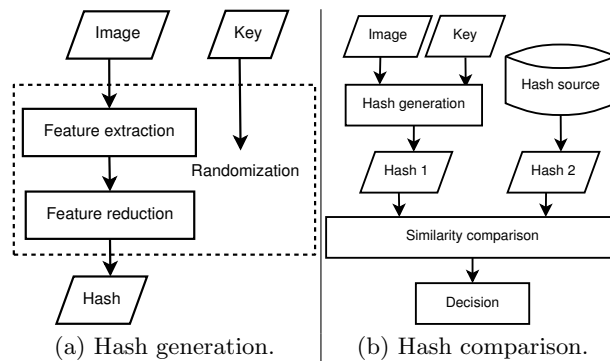 Image
Key
Feature extraction
Randomization
Feature reduction
Hash
(a) Hash generation.
Image
Key
Hash source
Hash generation
Hash 1
Hash 2
Similarity comparison
Decision
(b) Hash comparison.